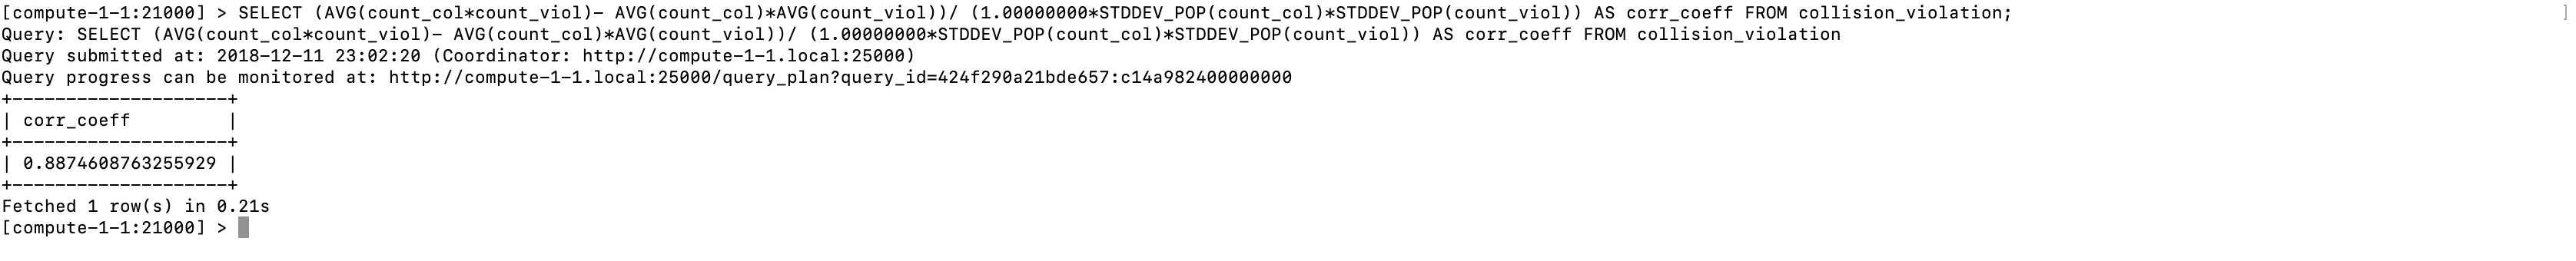 [compute-1-1:21000] > SELECT (AVG(count_col*count_viol)- AVG(count_col)*AVG(count_viol))/ (1.00000000*STDDEV_POP(count_col)*STDDEV_POP(count_viol)) AS corr_coeff FROM collision_violation; ]
Query: SELECT (AVG(count_col*count_viol)- AVG(count_col)*AVG(count_viol))/ (1.00000000*STDDEV_POP(count_col)*STDDEV_POP(count_viol)) AS corr_coeff FROM collision_violation
Query submitted at: 2018-12-11 23:02:20 (Coordinator: http://compute-1-1.local:25000)
Query progress can be monitored at: http://compute-1-1.local:25000/query_plan?query_id=424f290a21bde657:c14a982400000000
+--------------------+
| corr_coeff         |
+--------------------+
| 0.8874608763255929 |
+--------------------+
Fetched 1 row(s) in 0.21s
[compute-1-1:21000] >